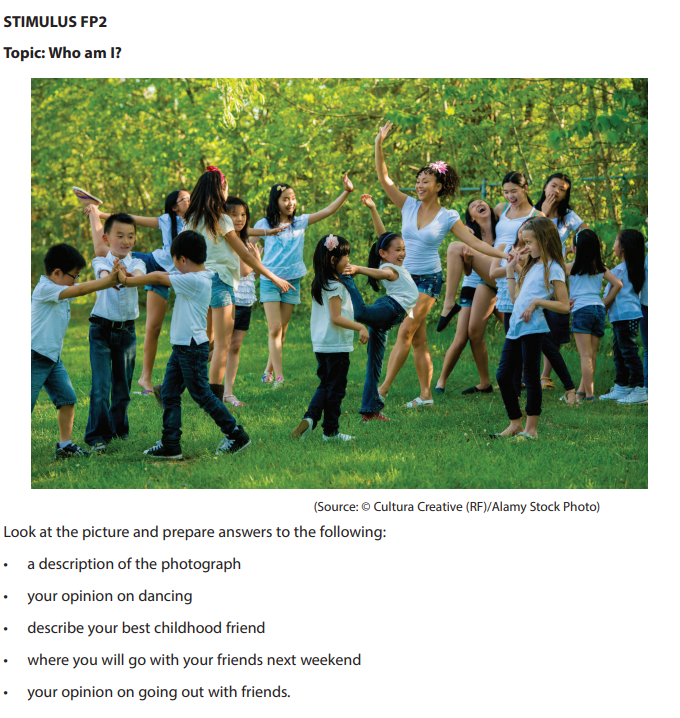 STIMULUS FP2
Topic: Who am I?
(Source: © Cultura Creative (RF)/Alamy Stock Photo)
Look at the picture and prepare answers to the following:
• a description of the photograph
• your opinion on dancing
• describe your best childhood friend
• where you will go with your friends next weekend
• your opinion on going out with friends.